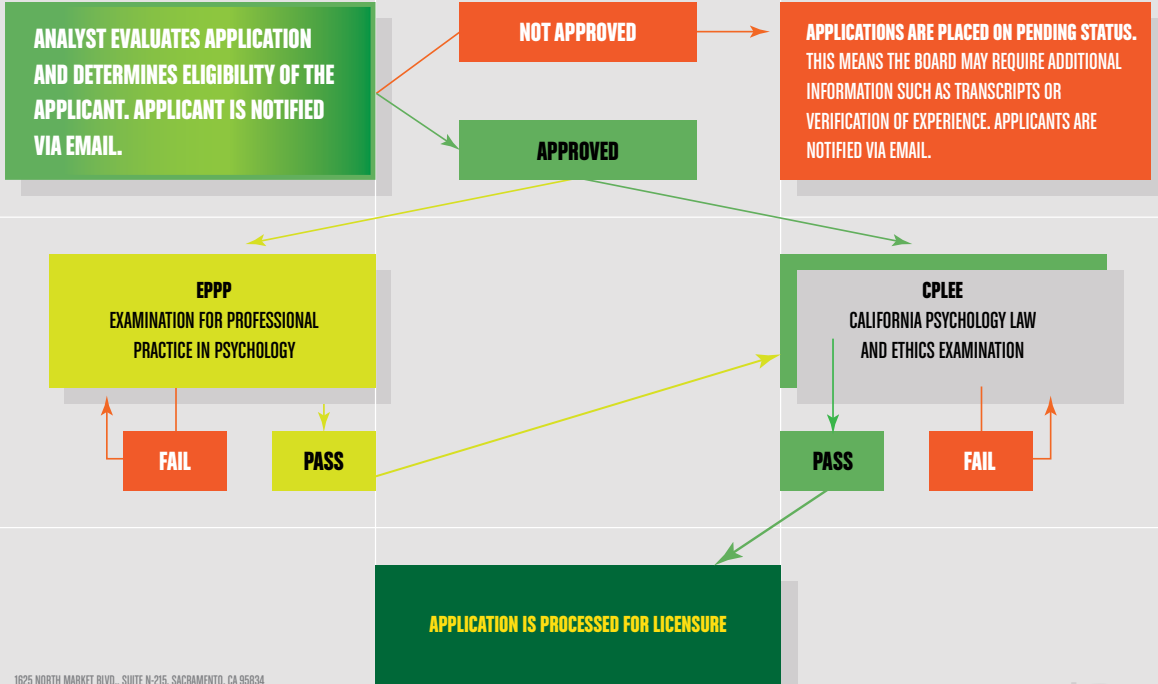 ANALYST EVALUATES APPLICATION
AND DETERMINES ELIGIBILITY OF THE
APPLICANT. APPLICANT IS NOTIFIED
VIA EMAIL.
NOT APPROVED
APPROVED
APPLICATIONS ARE PLACED ON PENDING STATUS.
THIS MEANS THE BOARD MAY REQUIRE ADDITIONAL
INFORMATION SUCH AS TRANSCRIPTS OR
VERIFICATION OF EXPERIENCE. APPLICANTS ARE
NOTIFIED VIA EMAIL.
EPPP
EXAMINATION FOR PROFESSIONAL
PRACTICE IN PSYCHOLOGY
FAIL
PASS
CPLEE
CALIFORNIA PSYCHOLOGY LAW
AND ETHICS EXAMINATION
PASS
FAIL
APPLICATION IS PROCESSED FOR LICENSURE
1625 NORTH MARKET BLVD., SUITE N-215, SACRAMENTO, CA 95834